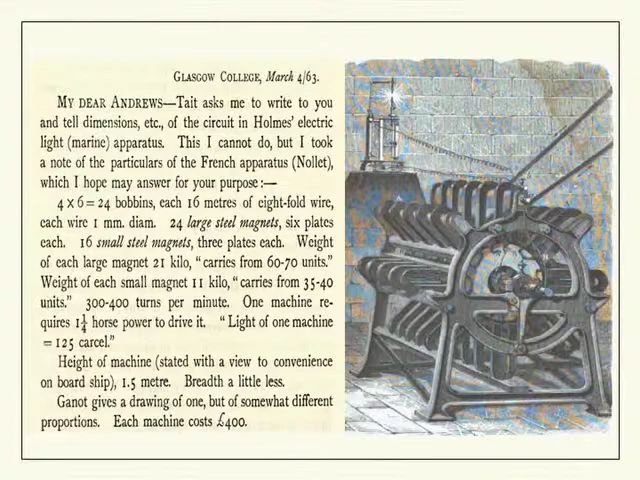 GLASGOW COLLEGE, March 4/63.
MY DEAR ANDREWS—Tait asks me to write to you
and tell dimensions, etc., of the circuit in Holmes' electric
light (marine) apparatus. This I cannot do, but I took
a note of the particulars of the French apparatus (Nollet),
which I hope may answer for your purpose:—
4 x 6 = 24 bobbins, each 16 metres of eight-fold wire,
each wire 1 mm. diam. 24 large steel magnets, six plates
each. 16 small steel magnets, three plates each. Weight
of each large magnet 21 kilo, "carries from 60-70 units."
Weight of each small magnet 11 kilo, "carries from 35-40
units." 300-400 turns per minute. One machine re-
quires 1¼ horse power to drive it. "Light of one machine
= 125 carcel."
Height of machine (stated with a view to convenience
on board ship), 1.5 metre. Breadth a little less.
Ganot gives a drawing of one, but of somewhat different
proportions. Each machine costs £400.